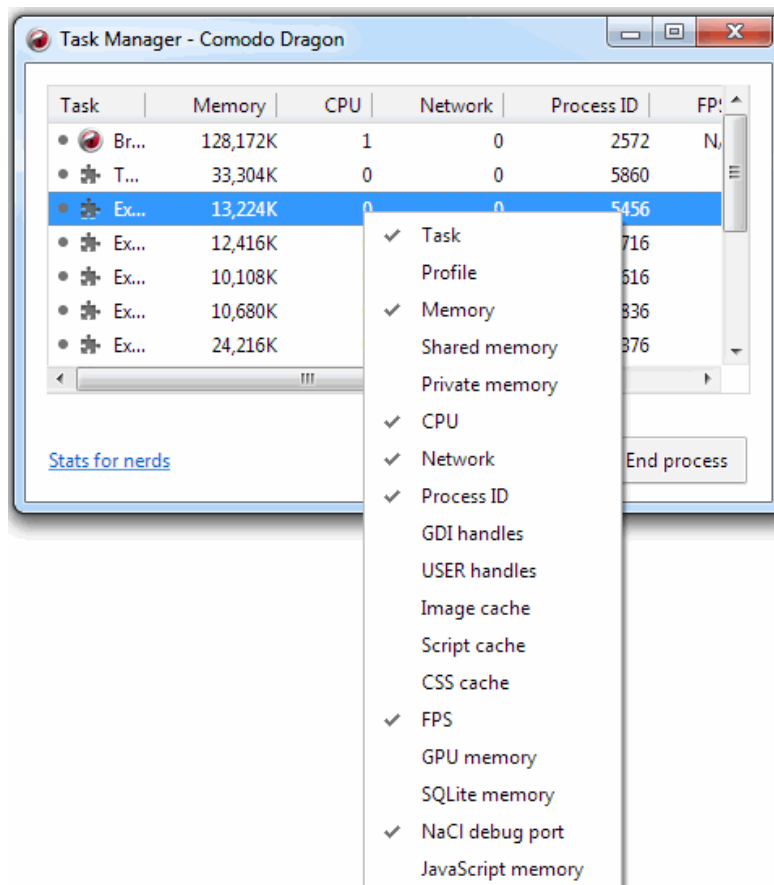 Task Manager - Comodo Dragon
Task Memory CPU Network Process ID FPS
Br... 128,172K 1 0 2572 N/
T... 33,304K 0 0 5860
Ex... 13,224K 0 0 5456
Ex... 12,416K 716
Ex... 10,108K 616
Ex... 10,680K 836
Ex... 24,216K 376
Stats for nerds
End process
Task
Profile
Memory
Shared memory
Private memory
CPU
Network
Process ID
GDI handles
USER handles
Image cache
Script cache
CSS cache
FPS
GPU memory
SQLite memory
NaCl debug port
JavaScript memory